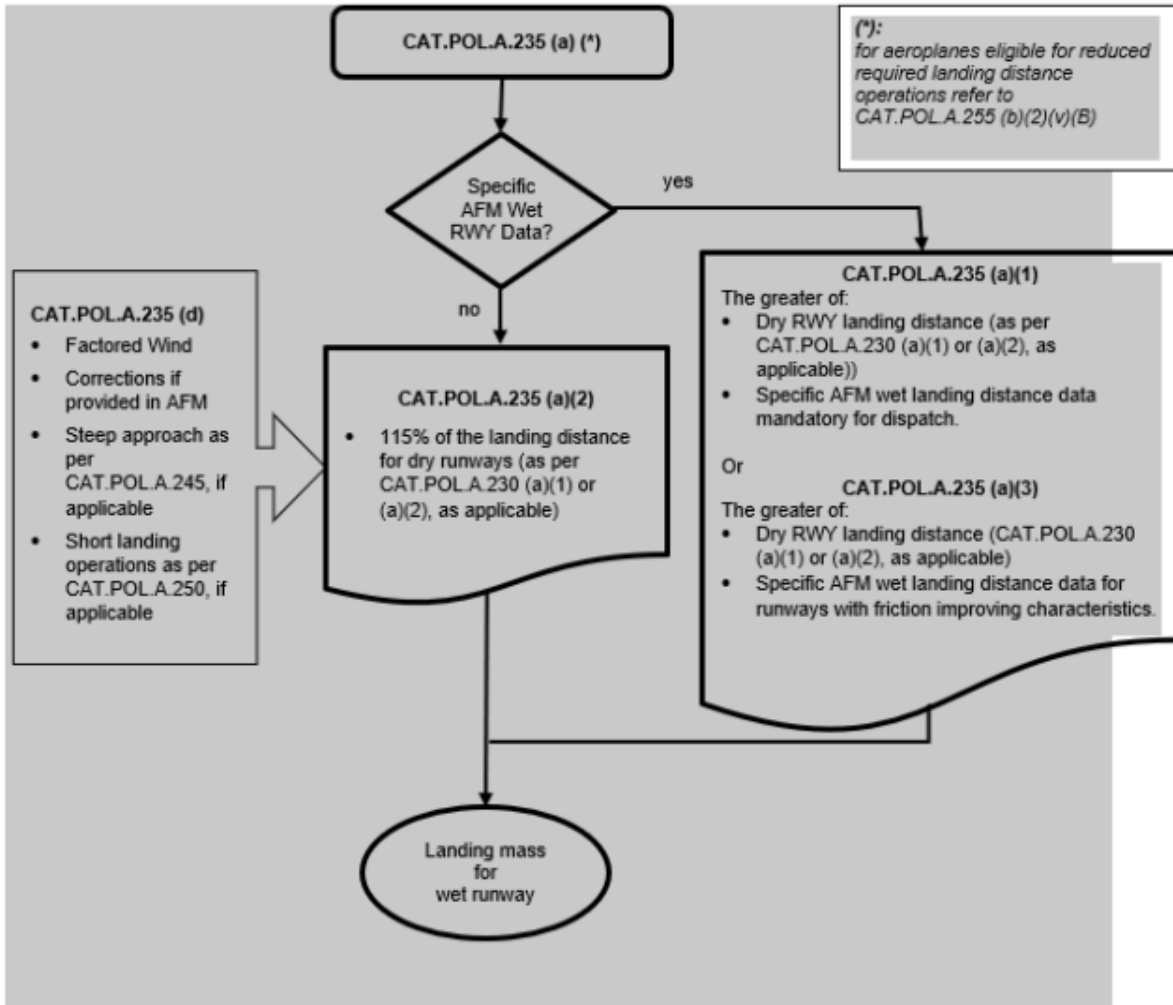 CAT.POL.A.235 (a) (*)
(*):
for aeroplanes eligible for reduced
required landing distance
operations refer to
CAT.POL.A.255 (b)(2)(v)(B)
Specific
AFM Wet
RWY Data?
yes
no
CAT.POL.A.235 (d)
• Factored Wind
• Corrections if
provided in AFM
• Steep approach as
per
CAT.POL.A.245, if
applicable
• Short landing
operations as per
CAT.POL.A.250, if
applicable
CAT.POL.A.235 (a)(2)
• 115% of the landing distance
for dry runways (as per
CAT.POL.A.230 (a)(1) or
(a)(2), as applicable)
CAT.POL.A.235 (a)(1)
The greater of:
• Dry RWY landing distance (as per
CAT.POL.A.230 (a)(1) or (a)(2), as
applicable))
• Specific AFM wet landing distance data
mandatory for dispatch.
Or
CAT.POL.A.235 (a)(3)
The greater of:
• Dry RWY landing distance (CAT.POL.A.230
(a)(1) or (a)(2), as applicable)
• Specific AFM wet landing distance data for
runways with friction improving characteristics.
Landing mass
for
wet runway